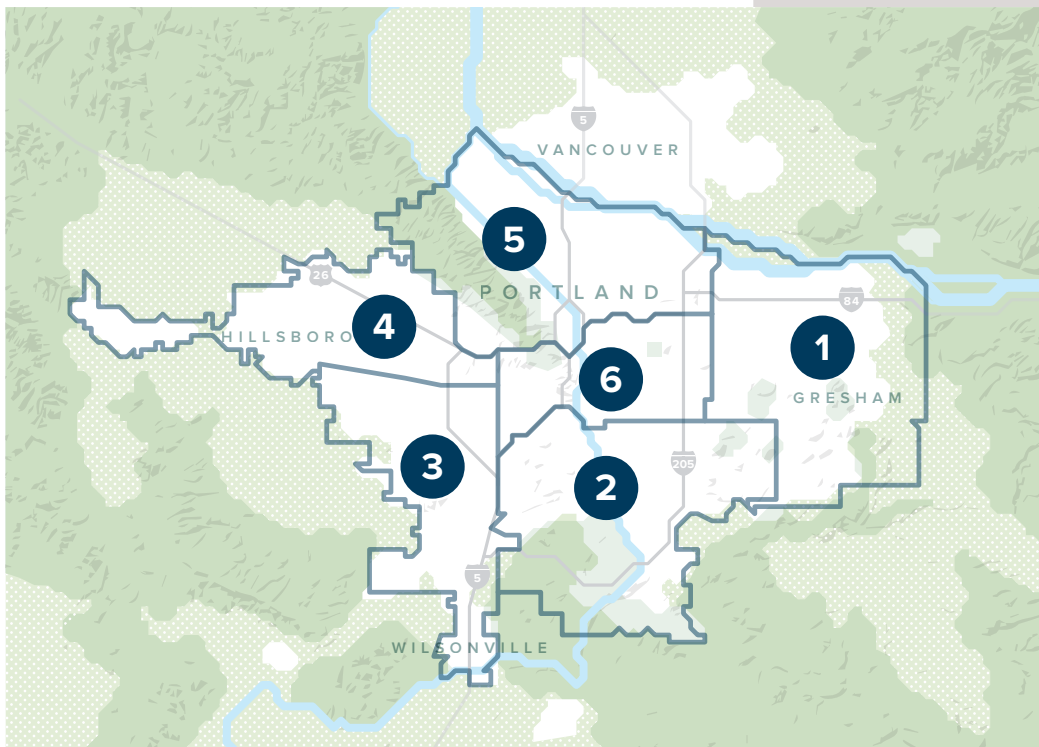 5
VANCOUVER
5
26
PORTLAND
84
HILLSBORO
4
1
6
GRESHAM
3
205
2
5
WILSONVILLE